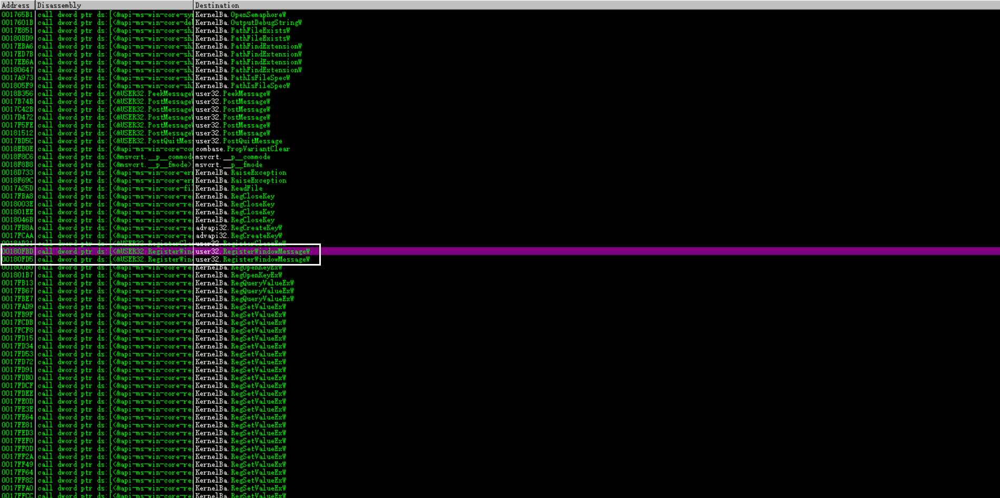 Address Disassembly Destination
001765B1 call dword ptr ds:[<&api-ms-win-core-sy KernelBa.OpenSemaphoreW
0017601B call dword ptr ds:[<&api-ms-win-core-de KernelBa.OutputDebugStringW
0017E851 call dword ptr ds:[<&api-ms-win-core-sh KernelBa.PathFileExistsW
00180BD9 call dword ptr ds:[<&api-ms-win-core-sh KernelBa.PathFileExistsW
0017EBA6 call dword ptr ds:[<&api-ms-win-core-sh KernelBa.PathFindExtensionW
0017ED7B call dword ptr ds:[<&api-ms-win-core-sh KernelBa.PathFindExtensionW
0017EE6A call dword ptr ds:[<&api-ms-win-core-sh KernelBa.PathFindExtensionW
00180647 call dword ptr ds:[<&api-ms-win-core-sh KernelBa.PathFindExtensionW
0017A973 call dword ptr ds:[<&api-ms-win-core-sh KernelBa.PathIsFileSpecW
001805F9 call dword ptr ds:[<&api-ms-win-core-sh KernelBa.PathIsFileSpecW
0018B356 call dword ptr ds:[<&USER32.PeekMessageW user32.PeekMessageW
0017B74B call dword ptr ds:[<&USER32.PostMessageW user32.PostMessageW
0017C42B call dword ptr ds:[<&USER32.PostMessageW user32.PostMessageW
0017D472 call dword ptr ds:[<&USER32.PostMessageW user32.PostMessageW
0017F5FE call dword ptr ds:[<&USER32.PostMessageW user32.PostMessageW
00181512 call dword ptr ds:[<&USER32.PostMessageW user32.PostMessageW
0017BD5C call dword ptr ds:[<&USER32.PostQuitMes user32.PostQuitMessage
0018EB0E call dword ptr ds:[<&api-ms-win-core-co combase.PropVariantClear
0018F8C6 call dword ptr ds:[<&msvcrt.__p__commod msvcrt.__p__commode
0018F8B8 call dword ptr ds:[<&msvcrt.__p__fmode> msvcrt.__p__fmode
0018D733 call dword ptr ds:[<&api-ms-win-core-er KernelBa.RaiseException
0018F69C call dword ptr ds:[<&api-ms-win-core-er KernelBa.RaiseException
0017A25D call dword ptr ds:[<&api-ms-win-core-fi KernelBa.ReadFile
0017FBA8 call dword ptr ds:[<&api-ms-win-core-re KernelBa.RegCloseKey
0018003E call dword ptr ds:[<&api-ms-win-core-re KernelBa.RegCloseKey
001801EE call dword ptr ds:[<&api-ms-win-core-re KernelBa.RegCloseKey
0018046B call dword ptr ds:[<&api-ms-win-core-re KernelBa.RegCloseKey
0017FB8A call dword ptr ds:[<&api-ms-win-core-re advapi32.RegCreateKeyW
0017FCAA call dword ptr ds:[<&api-ms-win-core-re advapi32.RegCreateKeyW
0018AD31 call dword ptr ds:[<&USER32.RegisterCla user32.RegisterClassExW
00180FBD call dword ptr ds:[<&USER32.RegisterWin user32.RegisterWindowMessageW
00180FD5 call dword ptr ds:[<&USER32.RegisterWin user32.RegisterWindowMessageW
001800B0 call dword ptr ds:[<&api-ms-win-core-re KernelBa.RegOpenKeyExW
001801B7 call dword ptr ds:[<&api-ms-win-core-re KernelBa.RegOpenKeyExW
0017FB13 call dword ptr ds:[<&api-ms-win-core-re KernelBa.RegQueryValueExW
0017FB67 call dword ptr ds:[<&api-ms-win-core-re KernelBa.RegQueryValueExW
0017FBE7 call dword ptr ds:[<&api-ms-win-core-re KernelBa.RegQueryValueExW
0017FAD9 call dword ptr ds:[<&api-ms-win-core-re KernelBa.RegSetValueExW
0017FB9F call dword ptr ds:[<&api-ms-win-core-re KernelBa.RegSetValueExW
0017FCDB call dword ptr ds:[<&api-ms-win-core-re KernelBa.RegSetValueExW
0017FCF8 call dword ptr ds:[<&api-ms-win-core-re KernelBa.RegSetValueExW
0017FD15 call dword ptr ds:[<&api-ms-win-core-re KernelBa.RegSetValueExW
0017FD34 call dword ptr ds:[<&api-ms-win-core-re KernelBa.RegSetValueExW
0017FD53 call dword ptr ds:[<&api-ms-win-core-re KernelBa.RegSetValueExW
0017FD72 call dword ptr ds:[<&api-ms-win-core-re KernelBa.RegSetValueExW
0017FD91 call dword ptr ds:[<&api-ms-win-core-re KernelBa.RegSetValueExW
0017FDB0 call dword ptr ds:[<&api-ms-win-core-re KernelBa.RegSetValueExW
0017FDCF call dword ptr ds:[<&api-ms-win-core-re KernelBa.RegSetValueExW
0017FDEE call dword ptr ds:[<&api-ms-win-core-re KernelBa.RegSetValueExW
0017FE0D call dword ptr ds:[<&api-ms-win-core-re KernelBa.RegSetValueExW
0017FE3E call dword ptr ds:[<&api-ms-win-core-re KernelBa.RegSetValueExW
0017FE64 call dword ptr ds:[<&api-ms-win-core-re KernelBa.RegSetValueExW
0017FE81 call dword ptr ds:[<&api-ms-win-core-re KernelBa.RegSetValueExW
0017FED3 call dword ptr ds:[<&api-ms-win-core-re KernelBa.RegSetValueExW
0017FEF0 call dword ptr ds:[<&api-ms-win-core-re KernelBa.RegSetValueExW
0017FF0D call dword ptr ds:[<&api-ms-win-core-re KernelBa.RegSetValueExW
0017FF2A call dword ptr ds:[<&api-ms-win-core-re KernelBa.RegSetValueExW
0017FF49 call dword ptr ds:[<&api-ms-win-core-re KernelBa.RegSetValueExW
0017FF64 call dword ptr ds:[<&api-ms-win-core-re KernelBa.RegSetValueExW
0017FF82 call dword ptr ds:[<&api-ms-win-core-re KernelBa.RegSetValueExW
0017FFA0 call dword ptr ds:[<&api-ms-win-core-re KernelBa.RegSetValueExW
0017FFCC call dword ptr ds:[<&api-ms-win-core-re KernelBa.RegSetValueExW